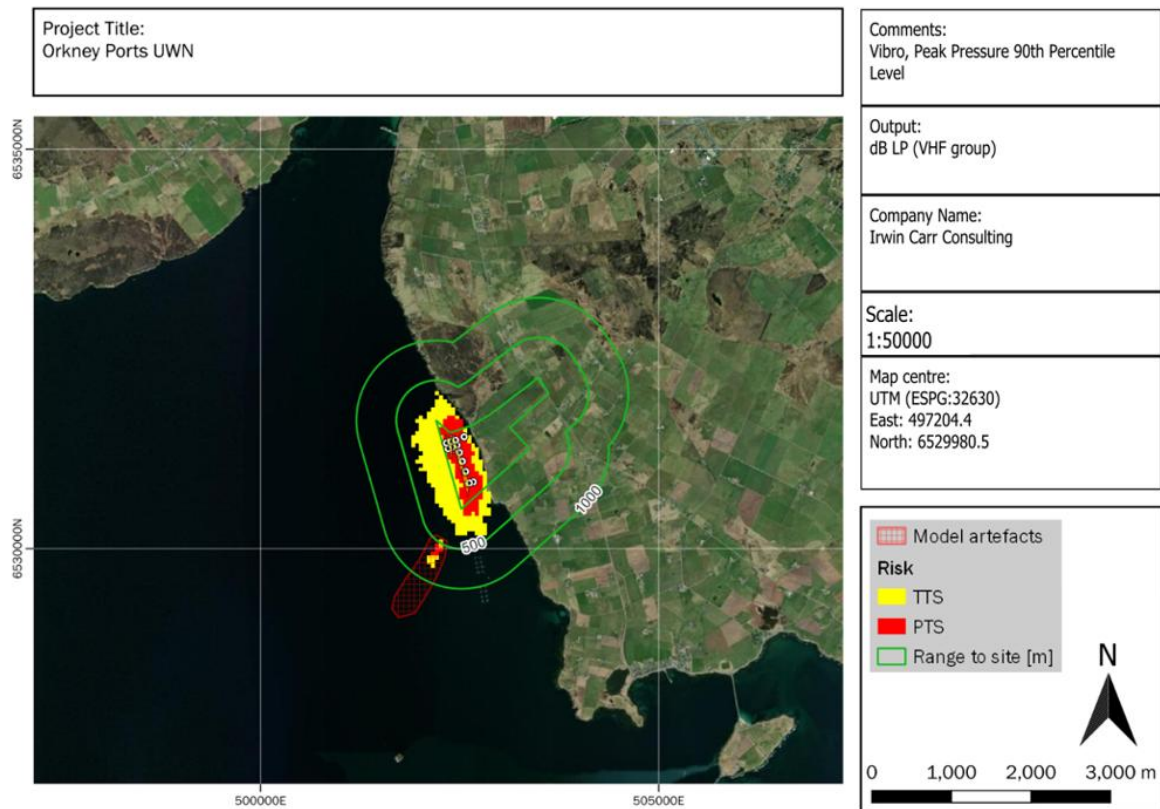 Project Title:
Orkney Ports UWN
Comments:
Vibro, Peak Pressure 90th Percentile
Level
Output:
dB LP (VHF group)
Company Name:
Irwin Carr Consulting
Scale:
1:50000
Map centre:
UTM (ESPG:32630)
East: 497204.4
North: 6529980.5
Model artefacts
Risk
TTS
PTS
Range to site [m]
N
0 1,000 2,000 3,000 m
6535000N
6530000N
500000E
505000E
500
1000